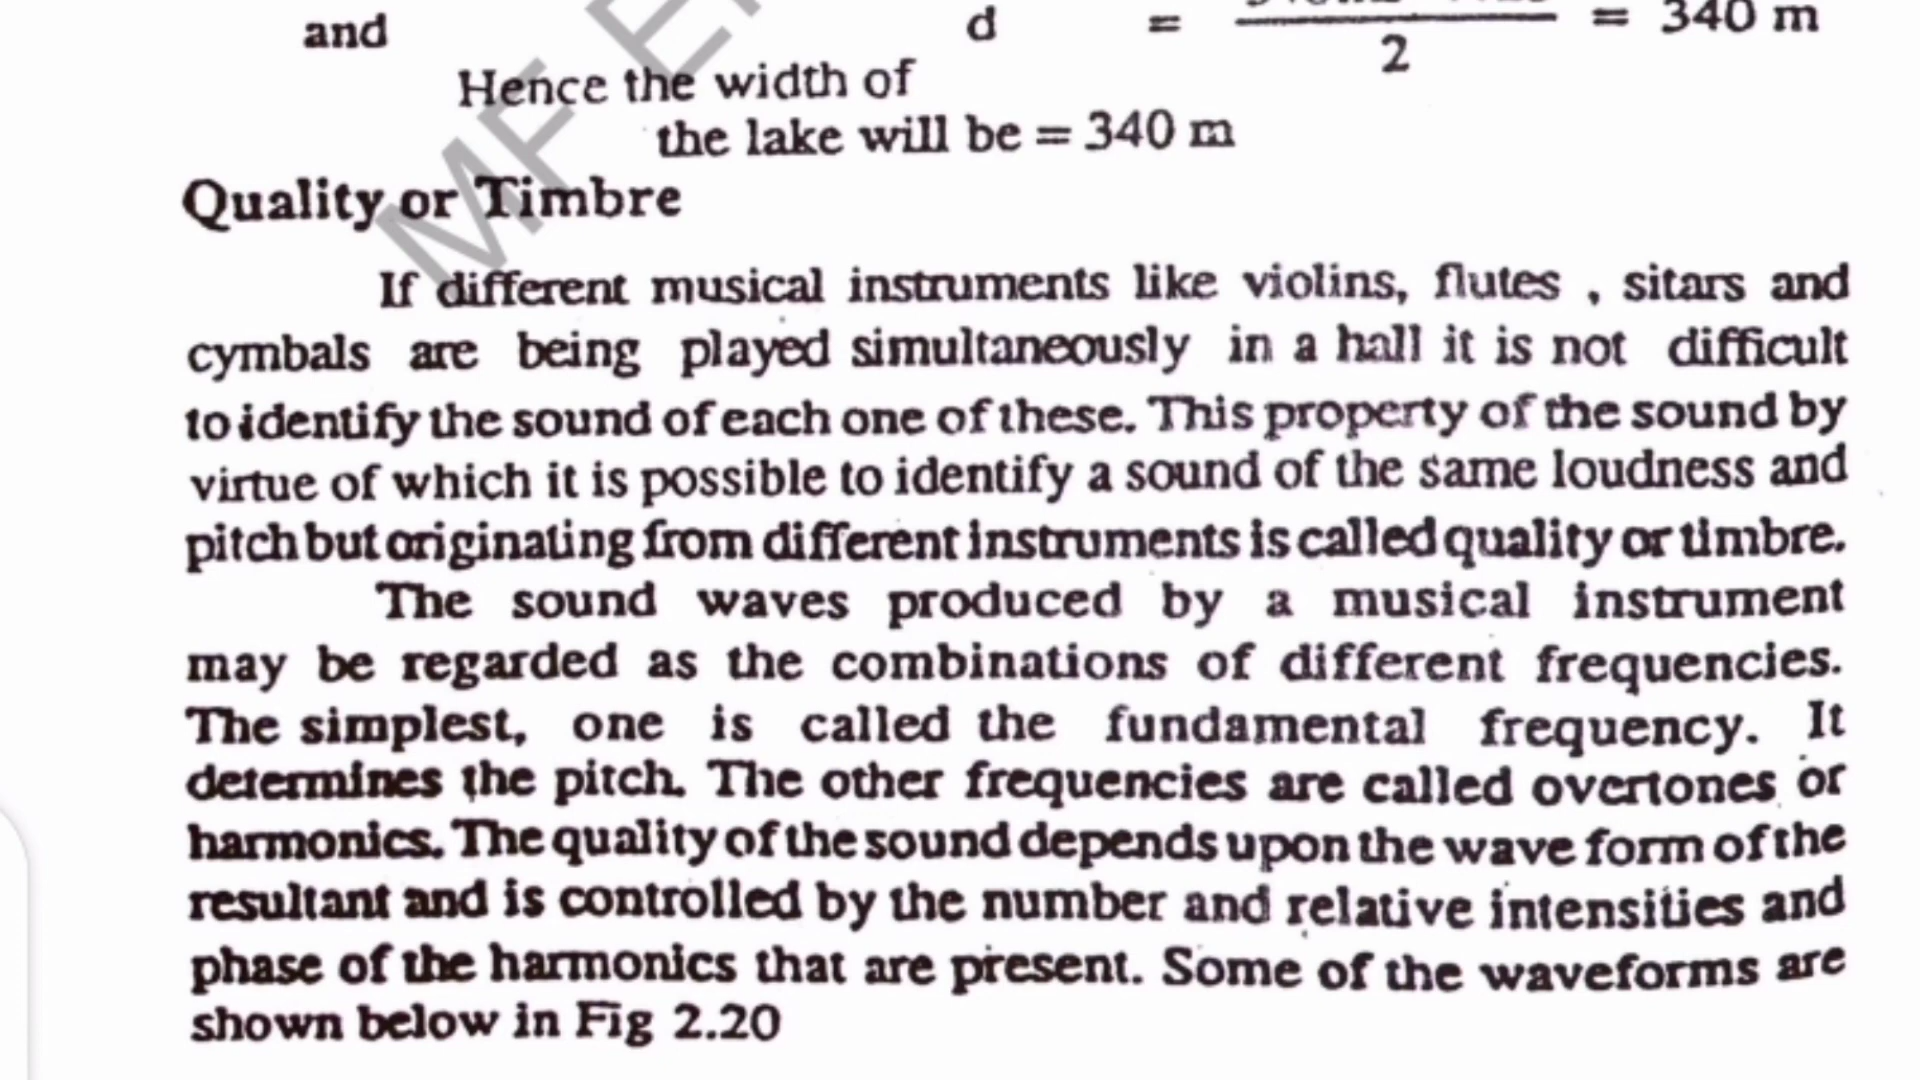 and d = = 340 m
2
Hence the width of
the lake will be = 340 m
Quality or Timbre
If different musical instruments like violins, flutes , sitars and
cymbals are being played simultaneously in a hall it is not difficult
to identify the sound of each one of these. This property of the sound by
virtue of which it is possible to identify a sound of the same loudness and
pitch but originating from different instruments is called quality or timbre.
The sound waves produced by a musical instrument
may be regarded as the combinations of different frequencies.
The simplest, one is called the fundamental frequency. It
determines the pitch. The other frequencies are called overtones or
harmonics. The quality of the sound depends upon the wave form of the
resultant and is controlled by the number and relative intensities and
phase of the harmonics that are present. Some of the waveforms are
shown below in Fig 2.20